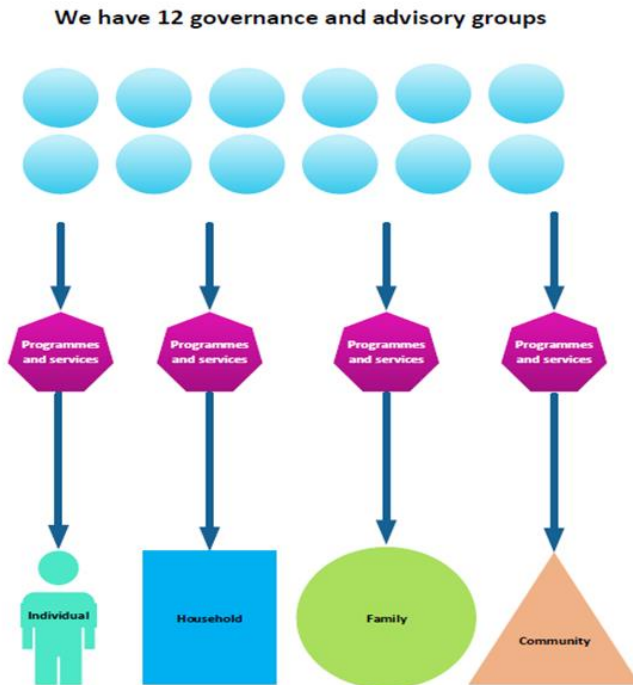 We have 12 governance and advisory groups
Programmes
and services
Programmes
and services
Programmes
and services
Programmes
and services
Individual
Household
Family
Community